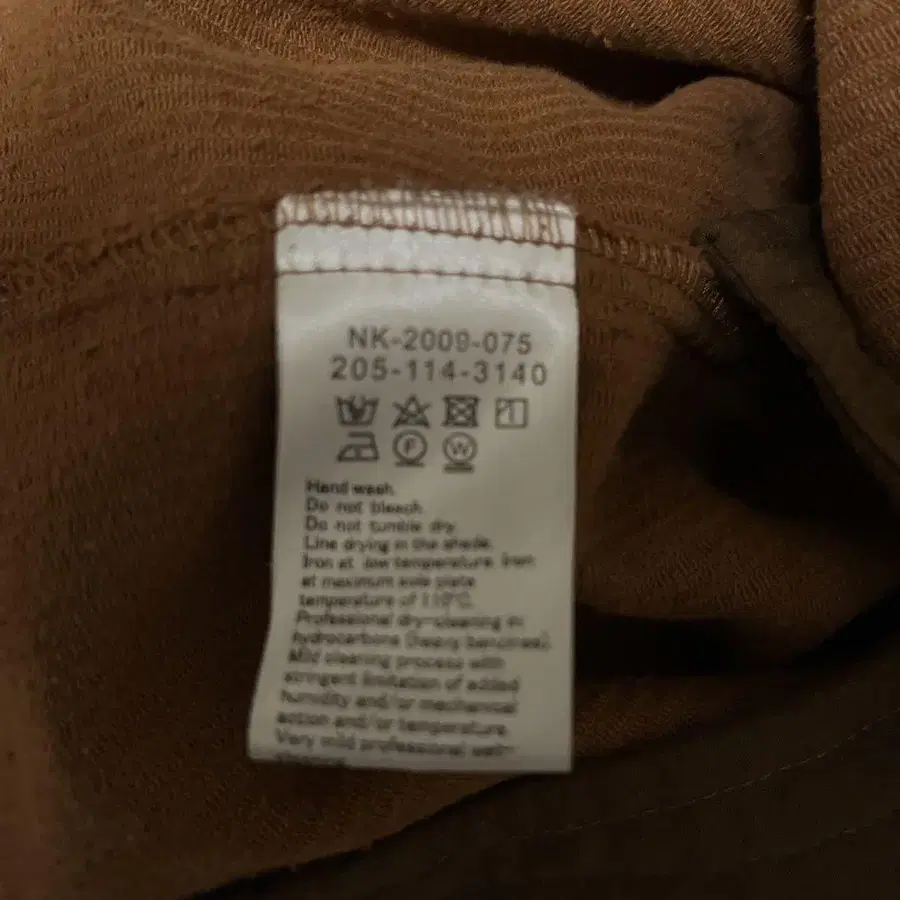 NK-2009-075
205-114-3140
F W
Hand wash.
Do not bleach.
Do not tumble dry.
Line drying in the shade.
Iron at low temperature. Iron
at maximum sole plate
temperature of 110°C.
Professional dry-cleaning in
hydrocarbons (heavy benzines).
Mild cleaning process with
stringent limitation of added
humidity and/or mechanical
action and/or temperature.
Very mild professional wet-